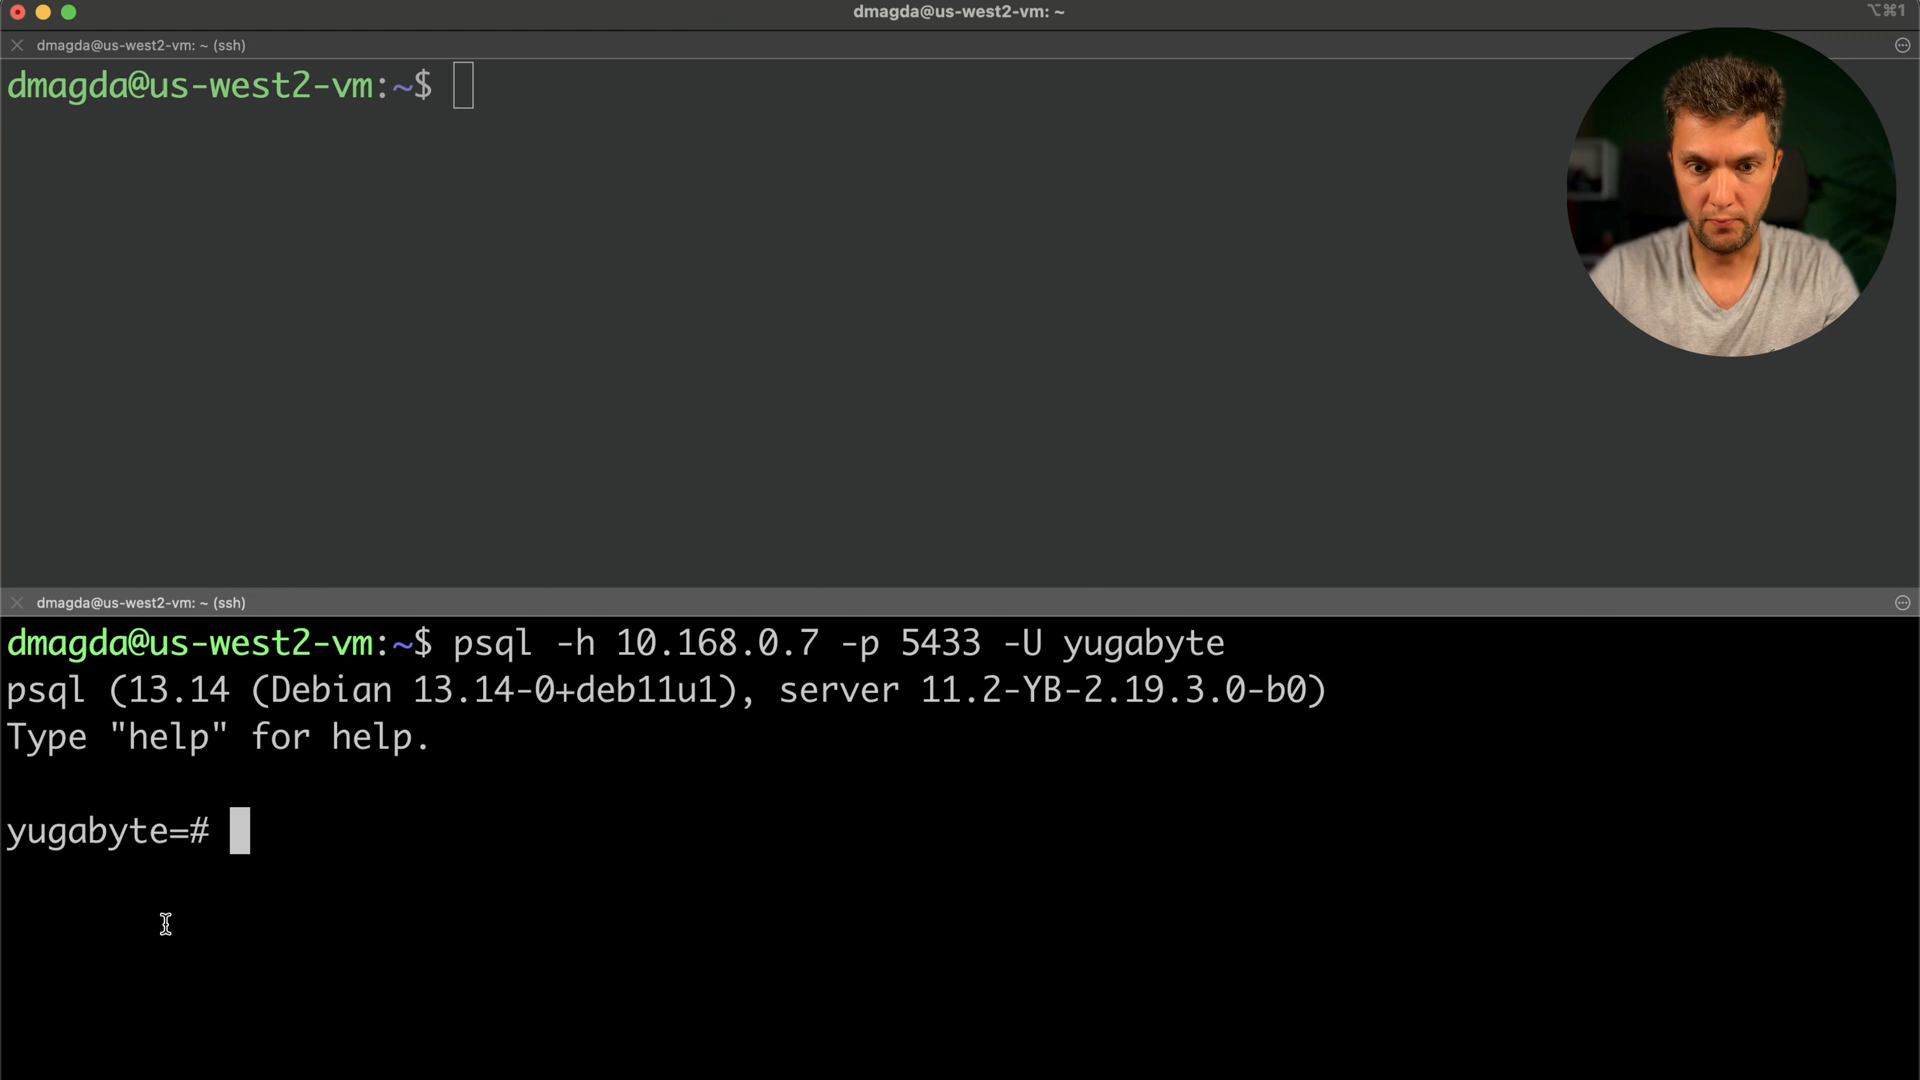 dmagda@us-west2-vm: ~
⌥⌘1
dmagda@us-west2-vm: ~ (ssh)
dmagda@us-west2-vm:~$
dmagda@us-west2-vm: ~ (ssh)
dmagda@us-west2-vm:~$ psql -h 10.168.0.7 -p 5433 -U yugabyte
psql (13.14 (Debian 13.14-0+deb11u1), server 11.2-YB-2.19.3.0-b0)
Type "help" for help.
yugabyte=#